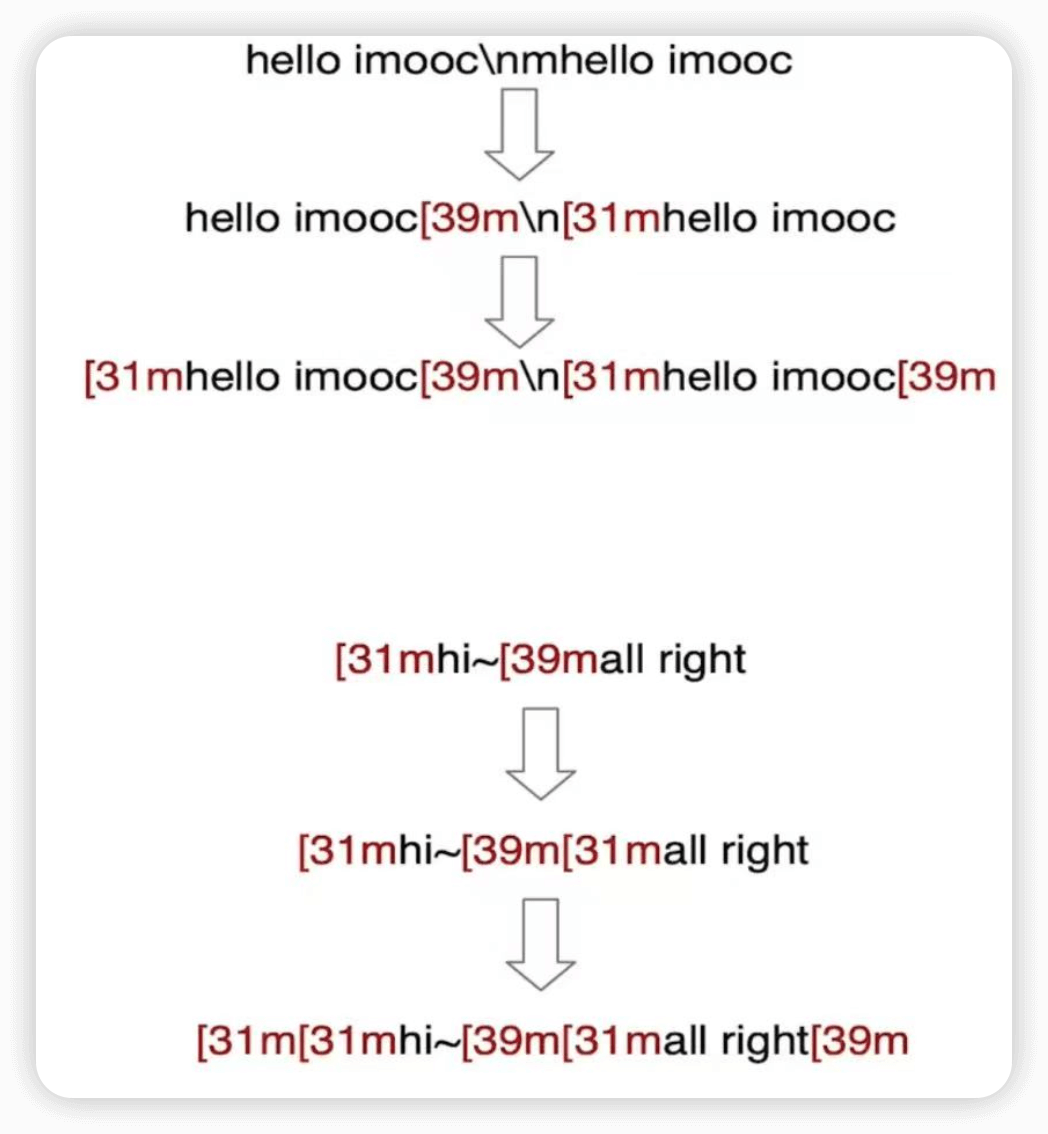 hello imooc\nmhello imooc
hello imooc[39m\n[31mhello imooc
[31mhello imooc[39m\n[31mhello imooc[39m
[31mhi~[39mall right
[31mhi~[39m[31mall right
[31m[31mhi~[39m[31mall right[39m